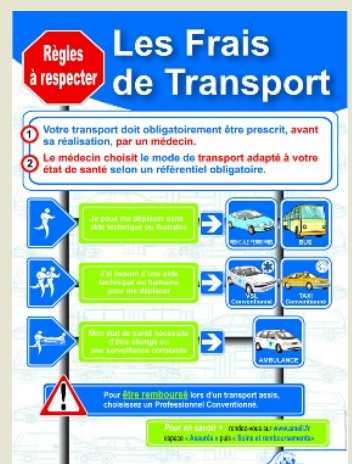 Règles
à respecter
Les Frais
de Transport
1 Votre transport doit obligatoirement être prescrit, avant
sa réalisation, par un médecin.
2 Le médecin choisit le mode de transport adapté à votre
état de santé selon un référentiel obligatoire.
Je peux me déplacer sans
aide technique ou humaine
VEHICULE PERSONNEL
BUS
J'ai besoin d'une aide
technique ou humaine
pour me déplacer
VSL
Conventionné
TAXI
Conventionné
Mon état de santé nécessite
d'être allongé ou
une surveillance constante
AMBULANCE
Pour être remboursé lors d'un transport assis,
choisissez un Professionnel Conventionné.
Pour en savoir + rendez-vous sur www.ameli.fr
espace « Assurés » puis « Soins et remboursements»